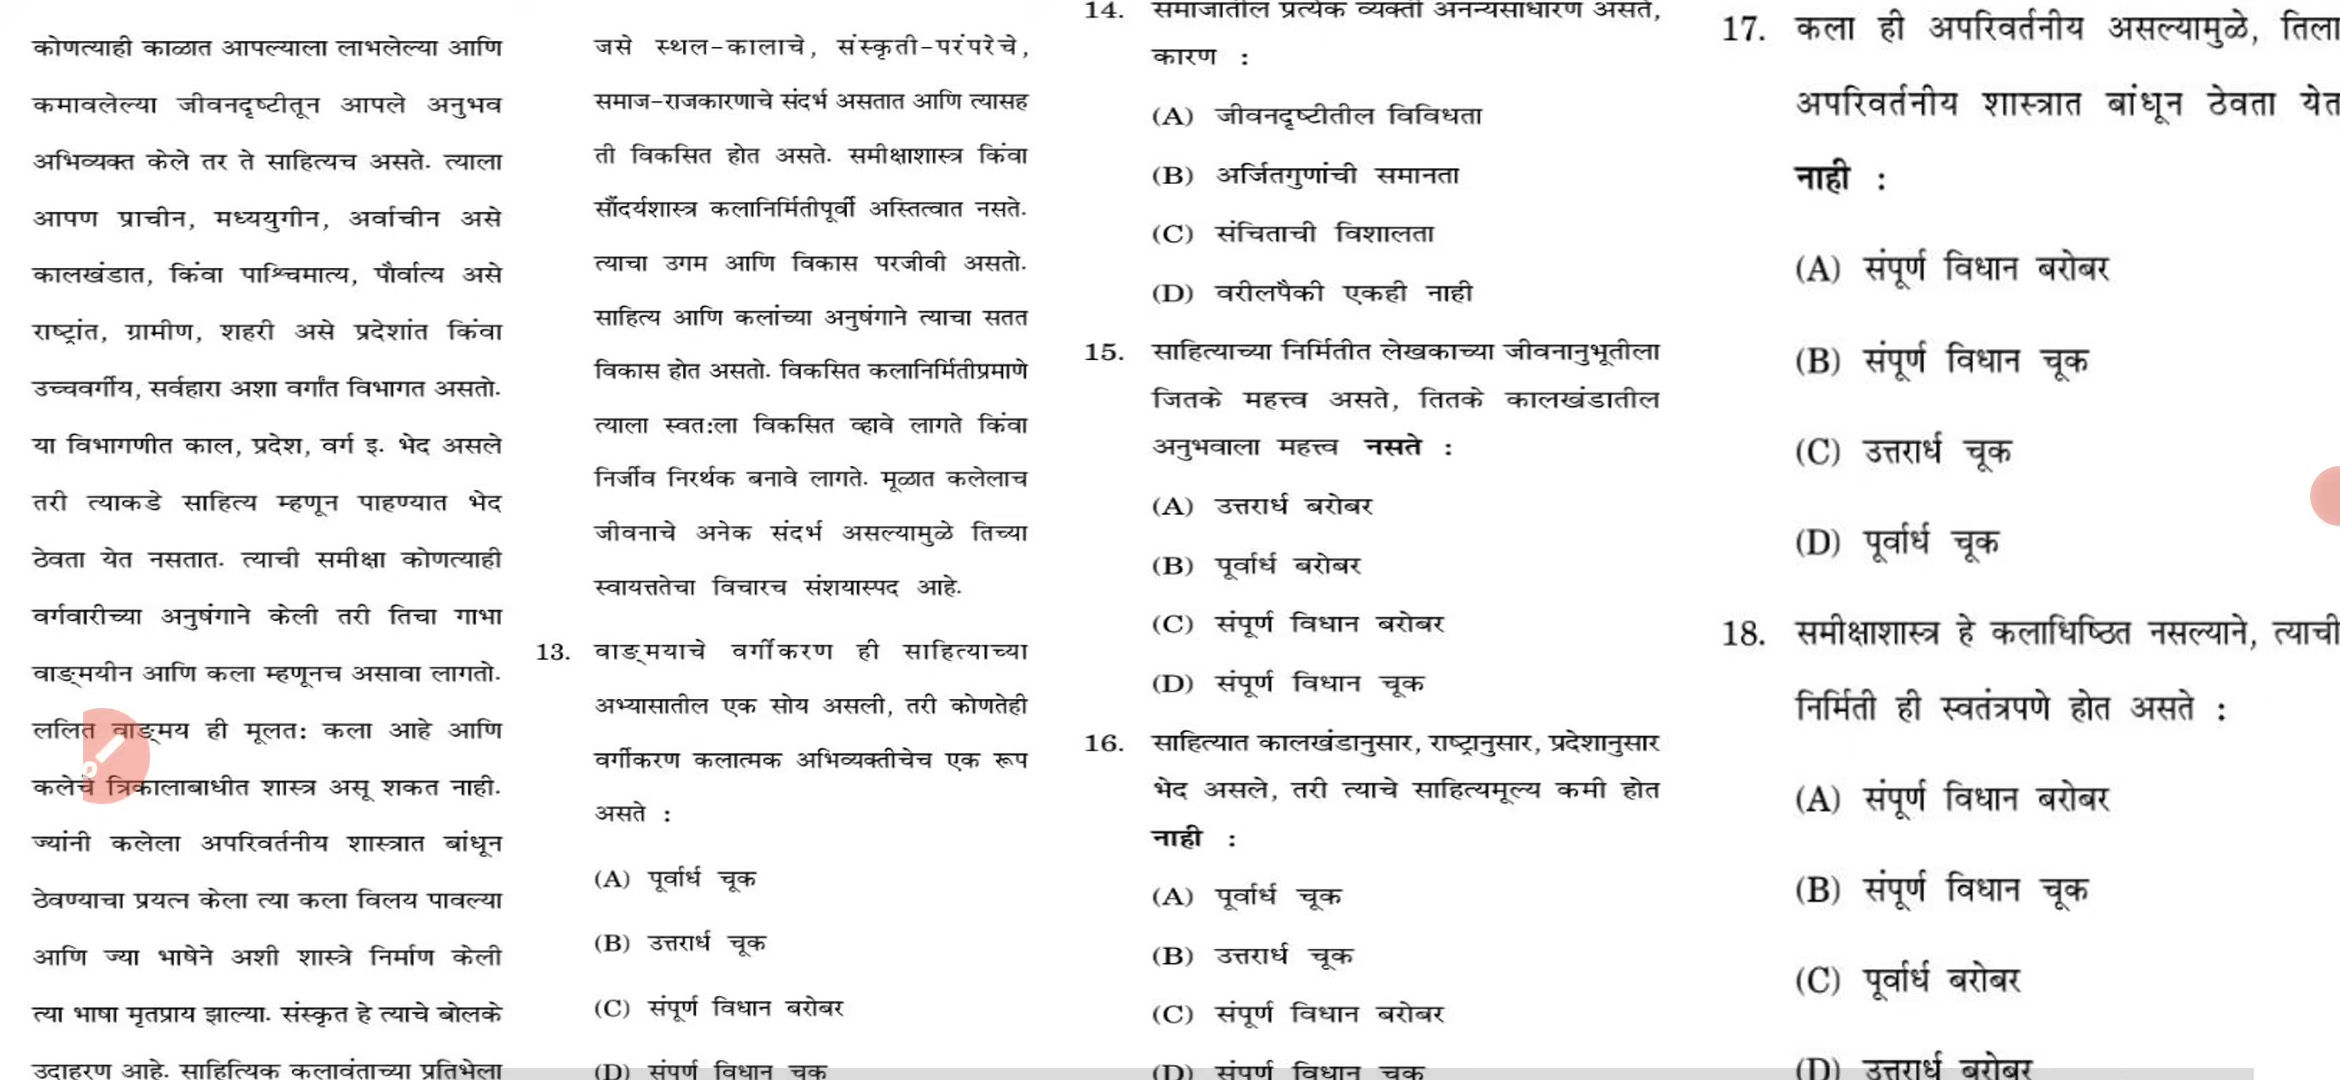 कोणत्याही काळात आपल्याला लाभलेल्या आणि
कमावलेल्या जीवनदृष्टीतून आपले अनुभव
अभिव्यक्त केले तर ते साहित्यच असते. त्याला
आपण प्राचीन, मध्ययुगीन, अर्वाचीन असे
कालखंडात, किंवा पाश्चिमात्य, पौर्वात्य असे
राष्ट्रांत, ग्रामीण, शहरी असे प्रदेशांत किंवा
उच्चवर्गीय, सर्वहारा अशा वर्गांत विभागत असतो.
या विभागणीत काल, प्रदेश, वर्ग इ. भेद असले
तरी त्याकडे साहित्य म्हणून पाहण्यात भेद
ठेवता येत नसतात. त्याची समीक्षा कोणत्याही
वर्गवारीच्या अनुषंगाने केली तरी तिचा गाभा
वाङ्मयीन आणि कला म्हणूनच असावा लागतो.
ललित वाङ्मय ही मूलत: कला आहे आणि
कलेचे त्रिकालाबाधीत शास्त्र असू शकत नाही.
ज्यांनी कलेला अपरिवर्तनीय शास्त्रात बांधून
ठेवण्याचा प्रयत्न केला त्या कला विलय पावल्या
आणि ज्या भाषेने अशी शास्त्रे निर्माण केली
त्या भाषा मृतप्राय झाल्या. संस्कृत हे त्याचे बोलके
उदाहरण आहे. साहित्यिक कलावंताच्या प्रतिभेला
जसे स्थल-कालाचे, संस्कृती-परंपरेचे,
समाज-राजकारणाचे संदर्भ असतात आणि त्यासह
ती विकसित होत असते. समीक्षाशास्त्र किंवा
सौंदर्यशास्त्र कलानिर्मितीपूर्वी अस्तित्वात नसते.
त्याचा उगम आणि विकास परजीवी असतो.
साहित्य आणि कलांच्या अनुषंगाने त्याचा सतत
विकास होत असतो. विकसित कलानिर्मितीप्रमाणे
त्याला स्वत:ला विकसित व्हावे लागते किंवा
निर्जीव निरर्थक बनावे लागते. मूळात कलेलाच
जीवनाचे अनेक संदर्भ असल्यामुळे तिच्या
स्वायत्ततेचा विचारच संशयास्पद आहे.
13. वाङ्मयाचे वर्गीकरण ही साहित्याच्या
अभ्यासातील एक सोय असली, तरी कोणतेही
वर्गीकरण कलात्मक अभिव्यक्तीचेच एक रूप
असते :
(A) पूर्वार्ध चूक
(B) उत्तरार्ध चूक
(C) संपूर्ण विधान बरोबर
(D) संपूर्ण विधान चूक
14. समाजातील प्रत्येक व्यक्ती अनन्यसाधारण असते,
कारण :
(A) जीवनदृष्टीतील विविधता
(B) अर्जितगुणांची समानता
(C) संचिताची विशालता
(D) वरीलपैकी एकही नाही
15. साहित्याच्या निर्मितीत लेखकाच्या जीवनानुभूतीला
जितके महत्त्व असते, तितके कालखंडातील
अनुभवाला महत्त्व नसते :
(A) उत्तरार्ध बरोबर
(B) पूर्वार्ध बरोबर
(C) संपूर्ण विधान बरोबर
(D) संपूर्ण विधान चूक
16. साहित्यात कालखंडानुसार, राष्ट्रानुसार, प्रदेशानुसार
भेद असले, तरी त्याचे साहित्यमूल्य कमी होत
नाही :
(A) पूर्वार्ध चूक
(B) उत्तरार्ध चूक
(C) संपूर्ण विधान बरोबर
(D) संपूर्ण विधान चूक
17. कला ही अपरिवर्तनीय असल्यामुळे, तिला
अपरिवर्तनीय शास्त्रात बांधून ठेवता येत
नाही :
(A) संपूर्ण विधान बरोबर
(B) संपूर्ण विधान चूक
(C) उत्तरार्ध चूक
(D) पूर्वार्ध चूक
18. समीक्षाशास्त्र हे कलाधिष्ठित नसल्याने, त्याची
निर्मिती ही स्वतंत्रपणे होत असते :
(A) संपूर्ण विधान बरोबर
(B) संपूर्ण विधान चूक
(C) पूर्वार्ध बरोबर
(D) उत्तरार्ध बरोबर